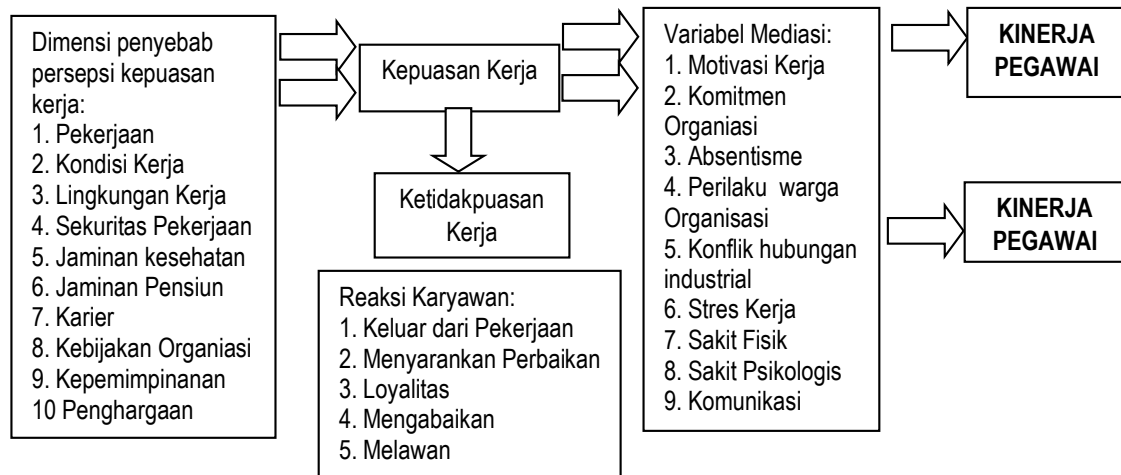 Dimensi penyebab
persepsi kepuasan
kerja:
1. Pekerjaan
2. Kondisi Kerja
3. Lingkungan Kerja
4. Sekuritas Pekerjaan
5. Jaminan kesehatan
6. Jaminan Pensiun
7. Karier
8. Kebijakan Organiasi
9. Kepemimpinanan
10 Penghargaan
Kepuasan Kerja
Ketidakpuasan
Kerja
Reaksi Karyawan:
1. Keluar dari Pekerjaan
2. Menyarankan Perbaikan
3. Loyalitas
4. Mengabaikan
5. Melawan
Variabel Mediasi:
1. Motivasi Kerja
2. Komitmen
Organiasi
3. Absentisme
4. Perilaku warga
Organisasi
5. Konflik hubungan
industrial
6. Stres Kerja
7. Sakit Fisik
8. Sakit Psikologis
9. Komunikasi
KINERJA
PEGAWAI
KINERJA
PEGAWAI